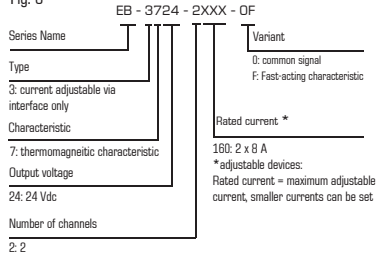 EB - 3724 - 2XXX - 0F
Series Name
Type
3: current adjustable via
interface only
Characteristic
7: thermomagneitic characteristic
Output voltage
24: 24 Vdc
Number of channels
2: 2
Variant
0: common signal
F: Fast-acting characteristic
Rated current *
160: 2 x 8 A
*adjustable devices:
Rated current = maximum adjustable
current, smaller currents can be set